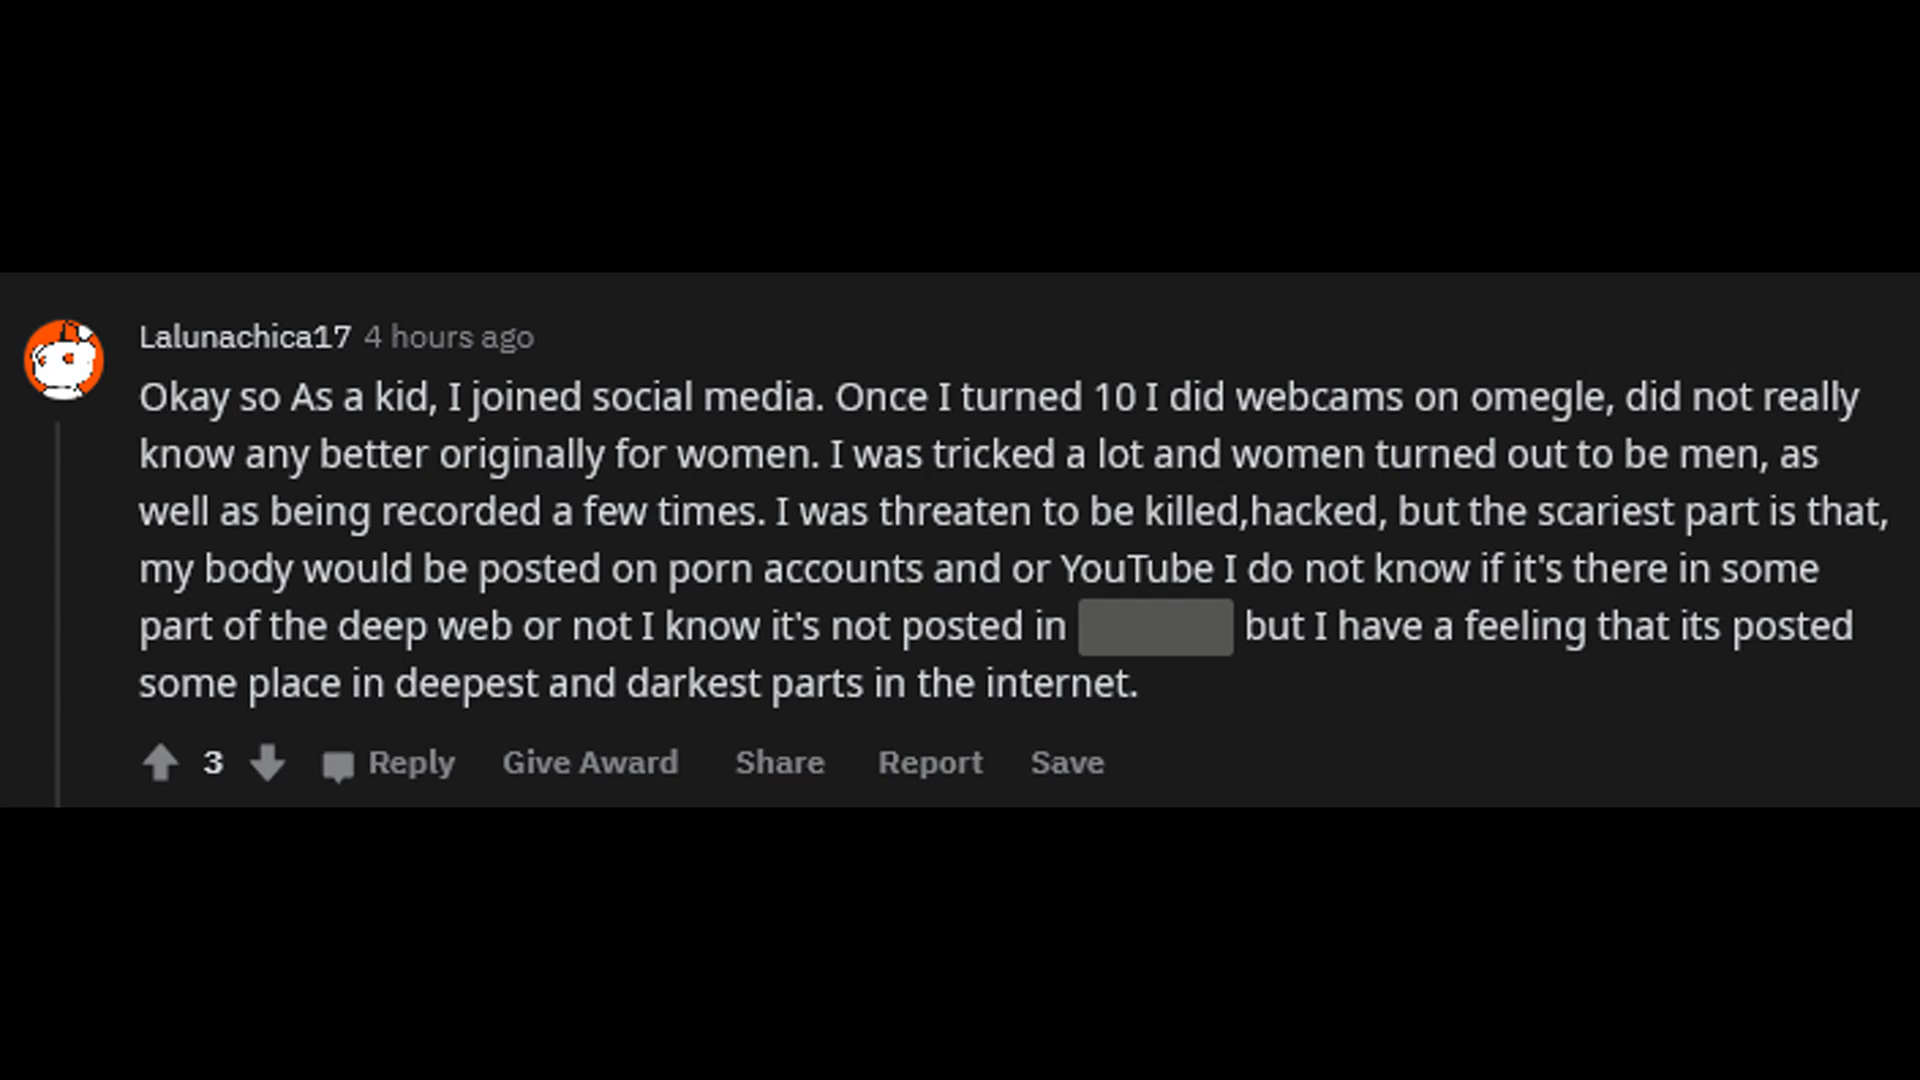 Lalunachica17 4 hours ago
Okay so As a kid, I joined social media. Once I turned 10 I did webcams on omegle, did not really
know any better originally for women. I was tricked a lot and women turned out to be men, as
well as being recorded a few times. I was threaten to be killed,hacked, but the scariest part is that,
my body would be posted on porn accounts and or YouTube I do not know if it's there in some
part of the deep web or not I know it's not posted in but I have a feeling that its posted
some place in deepest and darkest parts in the internet.
3 Reply Give Award Share Report Save